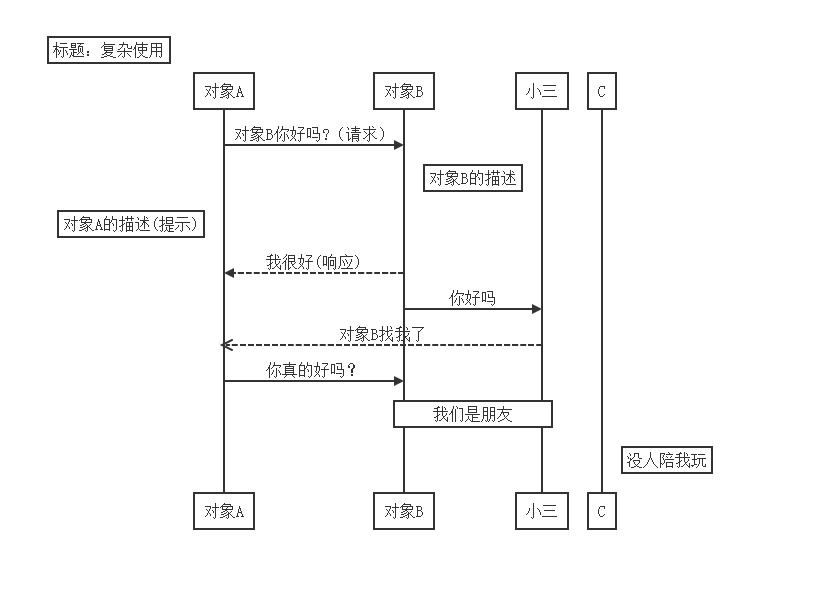 标题：复杂使用
对象A
对象B
小三
C
对象B你好吗?（请求）
对象B的描述
对象A的描述(提示)
我很好(响应)
你好吗
对象B找我了
你真的好吗？
我们是朋友
没人陪我玩
对象A
对象B
小三
C